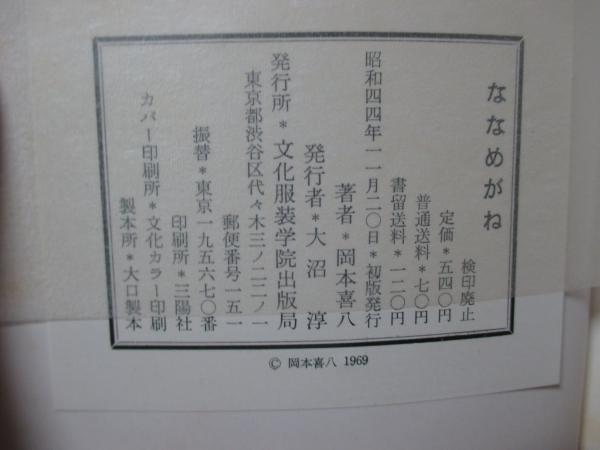 ななめがね
検印廃止
定価＊五四〇円
普通送料＊七〇円
書留送料＊一二〇円
昭和四四年一一月二〇日＊初版発行
著者＊岡本喜八
発行者＊大沼　淳
発行所＊文化服装学院出版局
東京都渋谷区代々木三ノ二二ノ一
郵便番号一五一
振替＊東京一九五六七〇番
印刷所＊三陽社
カバー印刷所＊文化カラー印刷
製本所＊大口製本
© 岡本喜八 1969